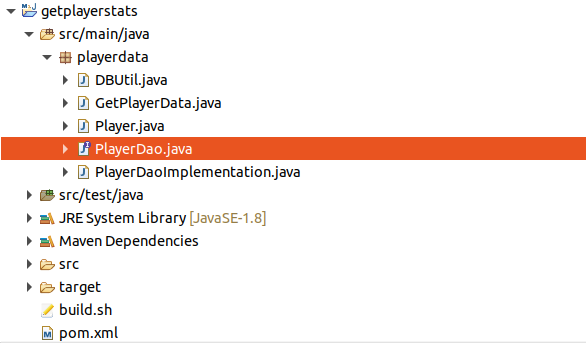 getplayerstats
src/main/java
playerdata
DBUtil.java
GetPlayerData.java
Player.java
PlayerDao.java
PlayerDaoImplementation.java
src/test/java
JRE System Library [JavaSE-1.8]
Maven Dependencies
src
target
build.sh
pom.xml